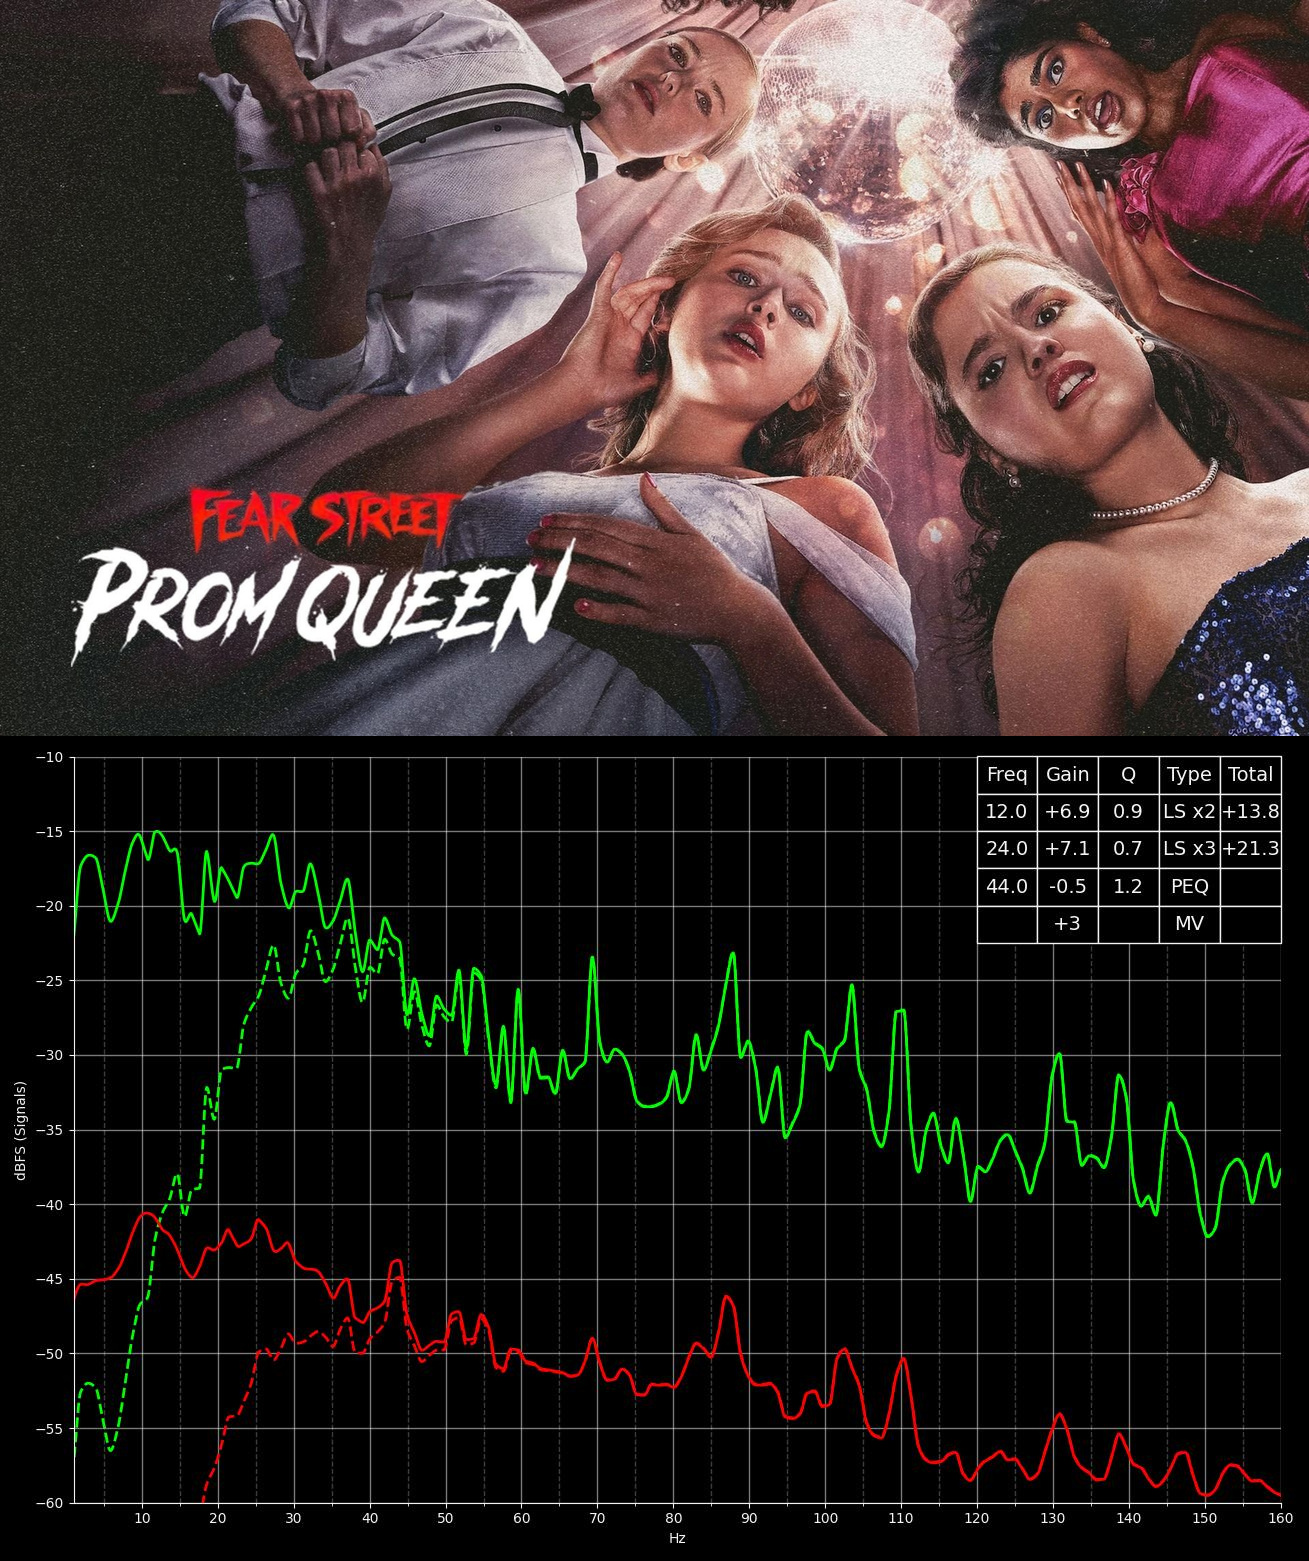 FEAR STREET
PROM QUEEN
Freq Gain Q Type Total
12.0 +6.9 0.9 LS x2 +13.8
24.0 +7.1 0.7 LS x3 +21.3
44.0 -0.5 1.2 PEQ
+3 MV
−10
−15
−20
−25
−30
−35
−40
−45
−50
−55
−60
dBFS (Signals)
10 20 30 40 50 60 70 80 90 100 110 120 130 140 150 160
Hz